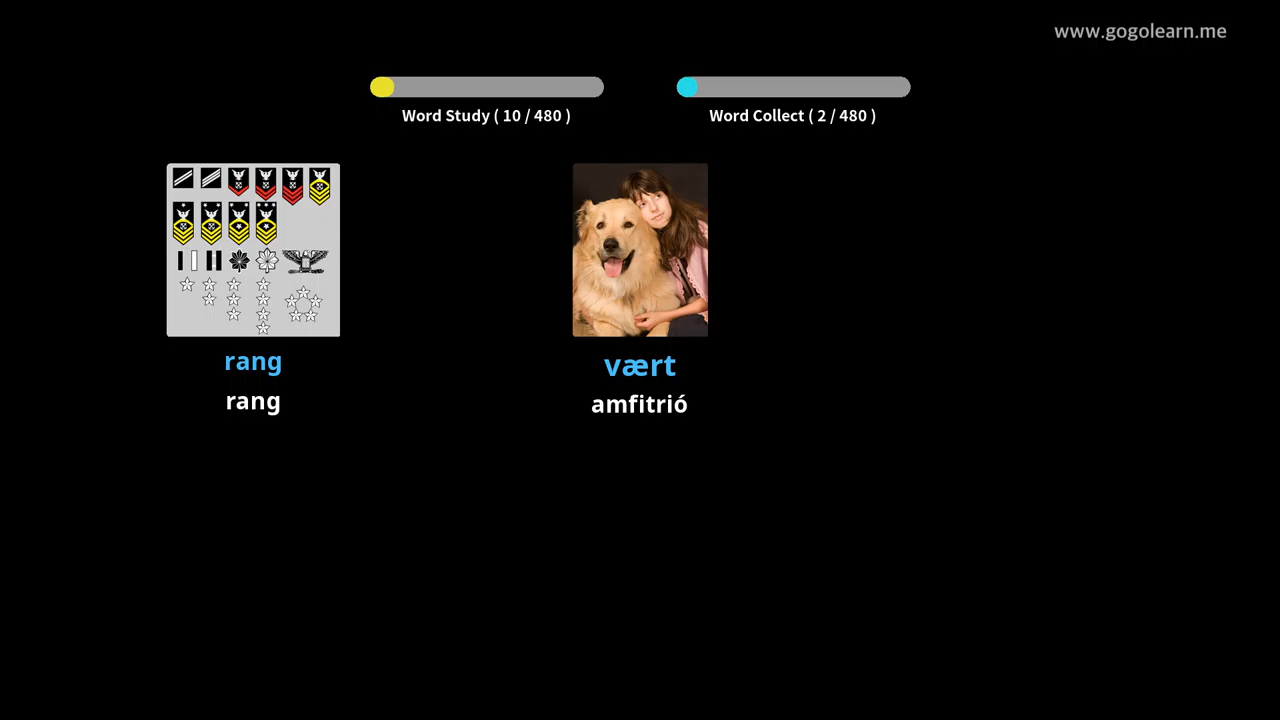 www.gogolearn.me
Word Study ( 10 / 480 )
Word Collect ( 2 / 480 )
rang
rang
vært
amfitrió